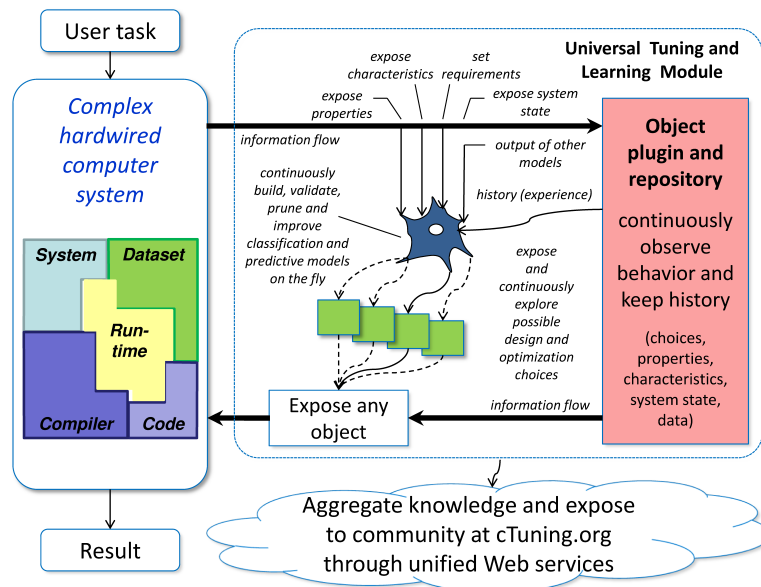 User task
Complex
hardwired
computer
system
System
Dataset
Run-
time
Compiler
Code
Result
Universal Tuning and
Learning Module
expose
characteristics
set
requirements
expose
properties
expose system
state
information flow
output of other
models
history (experience)
continuously
build, validate,
prune and
improve
classification and
predictive models
on the fly
expose
and
continuously
explore
possible
design and
optimization
choices
Expose any
object
information flow
Object
plugin and
repository
continuously
observe
behavior and
keep history
(choices,
properties,
characteristics,
system state,
data)
Aggregate knowledge and expose
to community at cTuning.org
through unified Web services